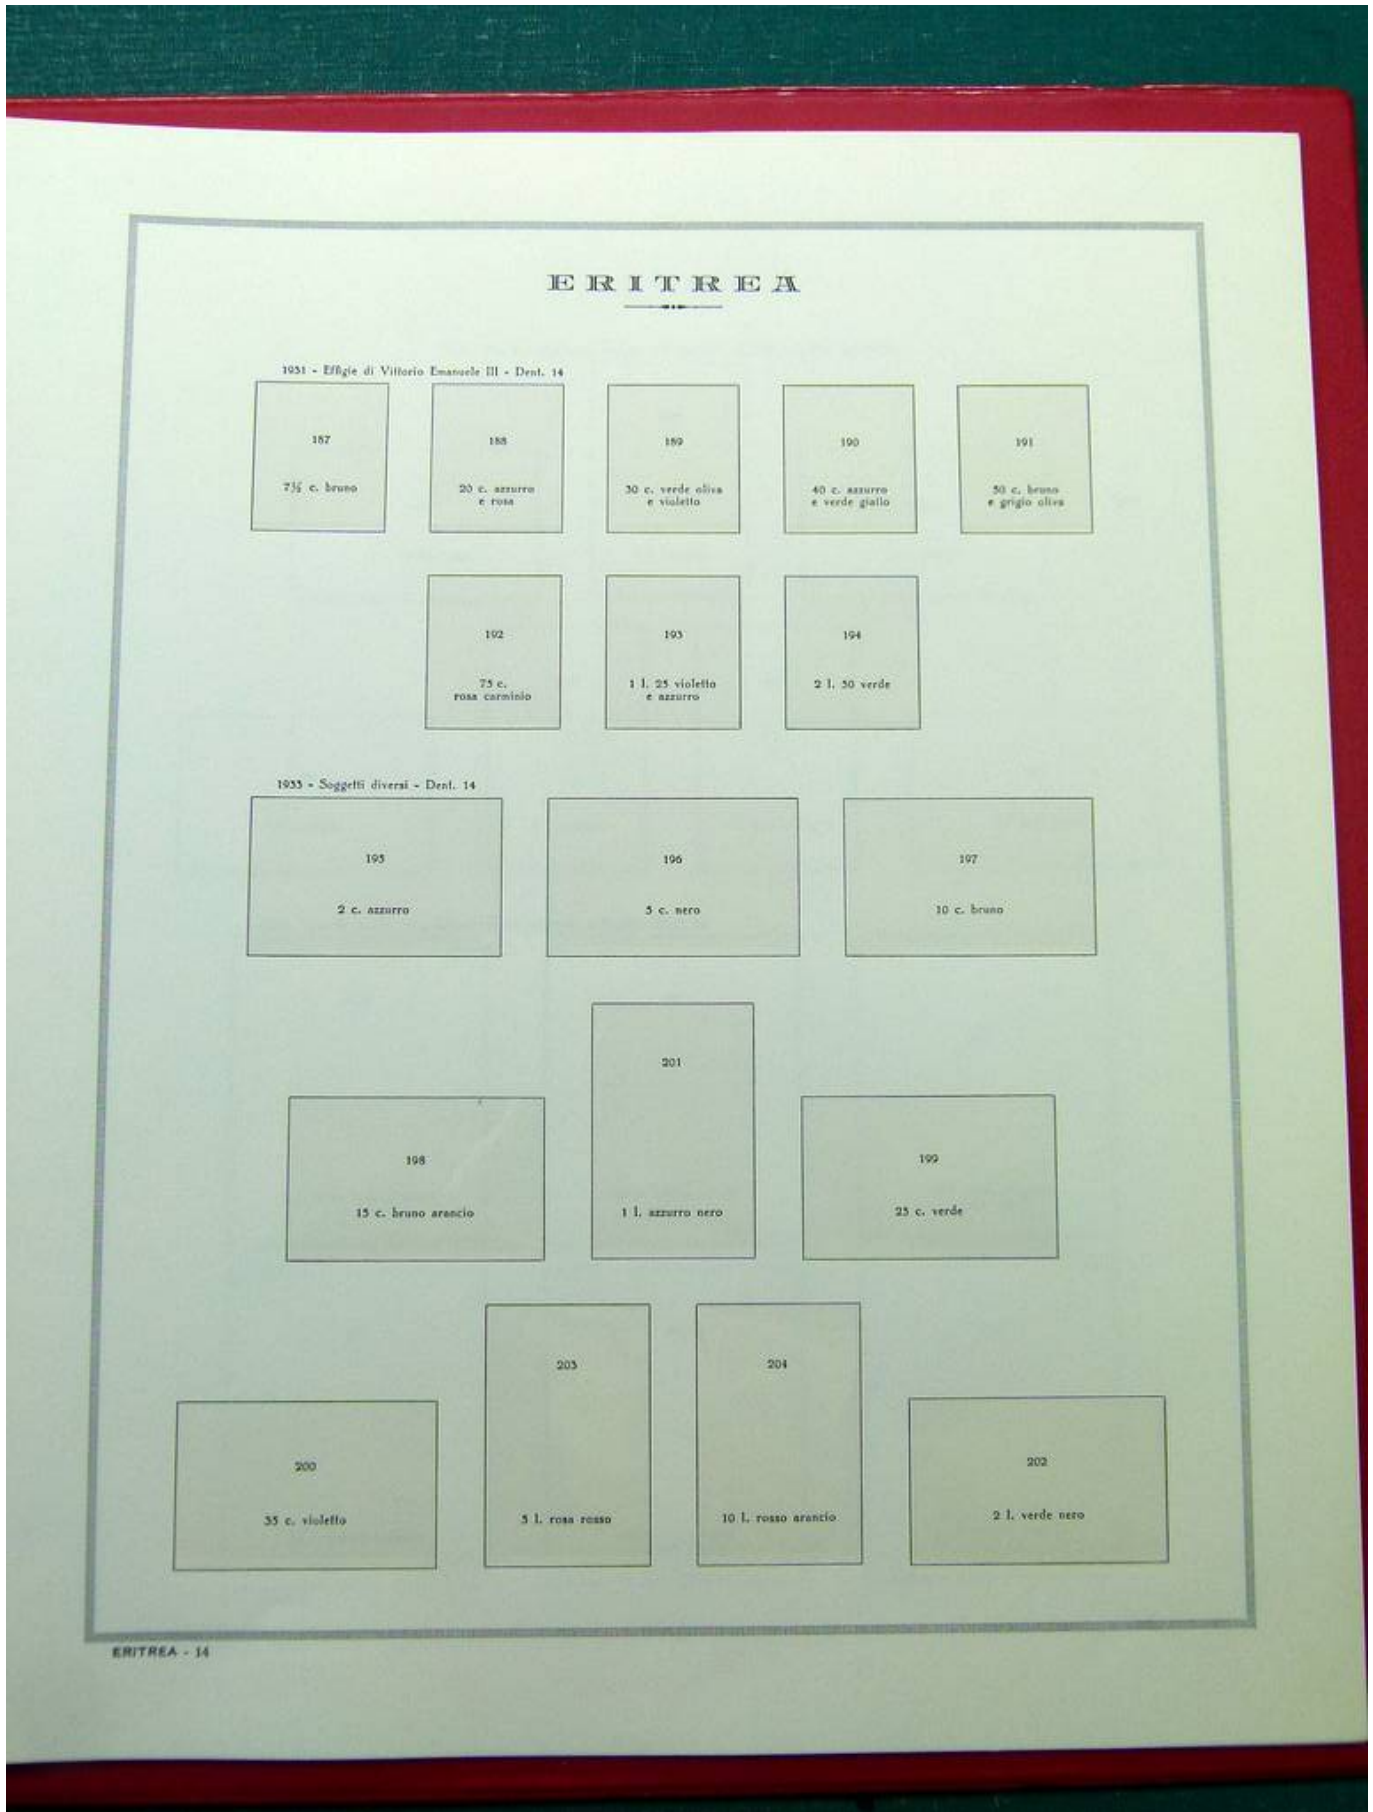 ERITREA
1931 - Effigie di Vittorio Emanuele III - Dent. 14
187
7½ c. bruno
188
20 c. azzurro
e rosa
189
30 c. verde oliva
e violetto
190
40 c. azzurro
e verde giallo
191
50 c. bruno
e grigio oliva
192
75 c.
rosa carminio
193
1 l. 25 violetto
e azzurro
194
2 l. 50 verde
1933 - Soggetti diversi - Dent. 14
195
2 c. azzurro
196
5 c. nero
197
10 c. bruno
198
15 c. bruno arancio
201
1 l. azzurro nero
199
25 c. verde
200
35 c. violetto
203
5 l. rosa rosso
204
10 l. rosso arancio
202
2 l. verde nero
ERITREA - 14